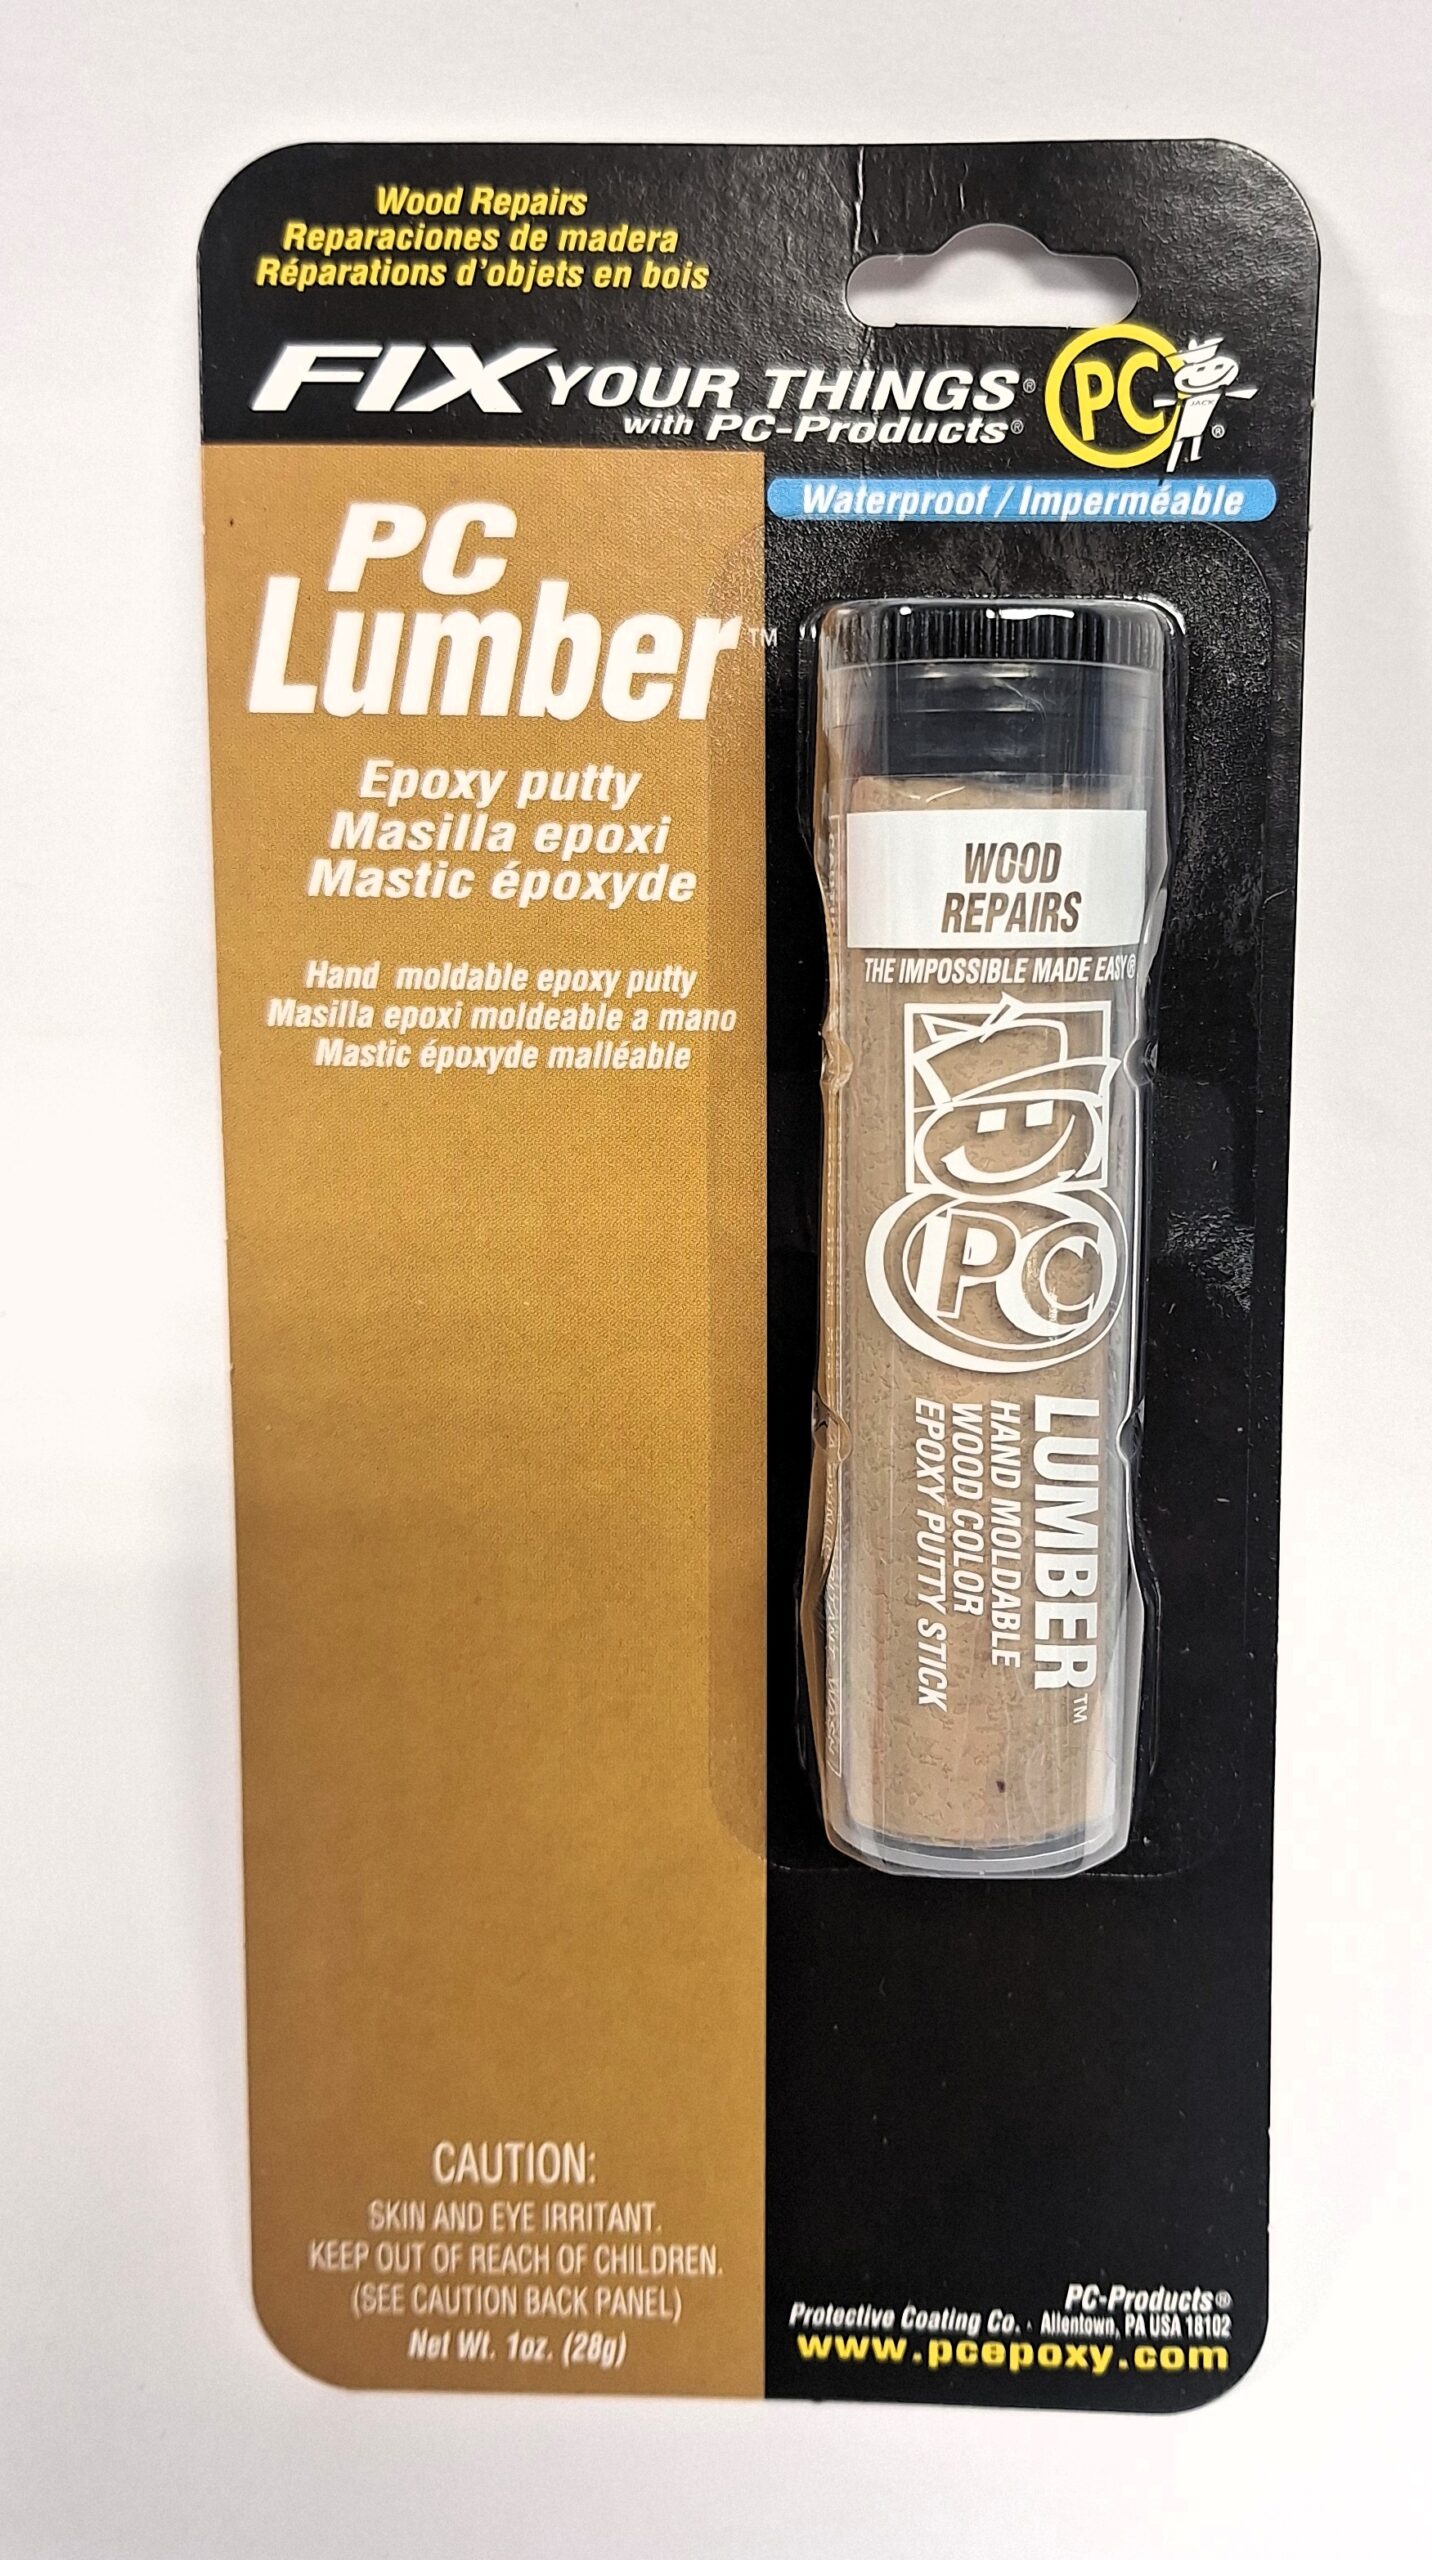 Wood Repairs
Reparaciones de madera
Réparations d'objets en bois
FIX YOUR THINGS®
with PC-Products®
PC
JACK
®
Waterproof / Imperméable
PC
Lumber™
Epoxy putty
Masilla epoxi
Mastic époxyde
Hand moldable epoxy putty
Masilla epoxi moldeable a mano
Mastic époxyde malléable
WOOD
REPAIRS
THE IMPOSSIBLE MADE EASY®
PC
LUMBER™
HAND MOLDABLE
WOOD COLOR
EPOXY PUTTY STICK
CAUTION:
SKIN AND EYE IRRITANT.
KEEP OUT OF REACH OF CHILDREN.
(SEE CAUTION BACK PANEL)
Net Wt. 1oz. (28g)
PC-Products®
Protective Coating Co. · Allentown, PA USA 18102
www.pcepoxy.com